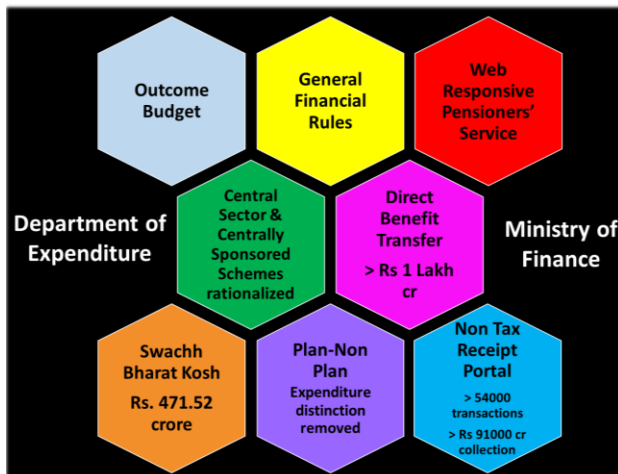 Outcome
Budget
General
Financial
Rules
Web
Responsive
Pensioners'
Service
Department of
Expenditure
Central
Sector &
Centrally
Sponsored
Schemes
rationalized
Direct
Benefit
Transfer
> Rs 1 Lakh
cr
Ministry of
Finance
Swachh
Bharat Kosh
Rs. 471.52
crore
Plan-Non
Plan
Expenditure
distinction
removed
Non Tax
Receipt
Portal
> 54000
transactions
> Rs 91000 cr
collection